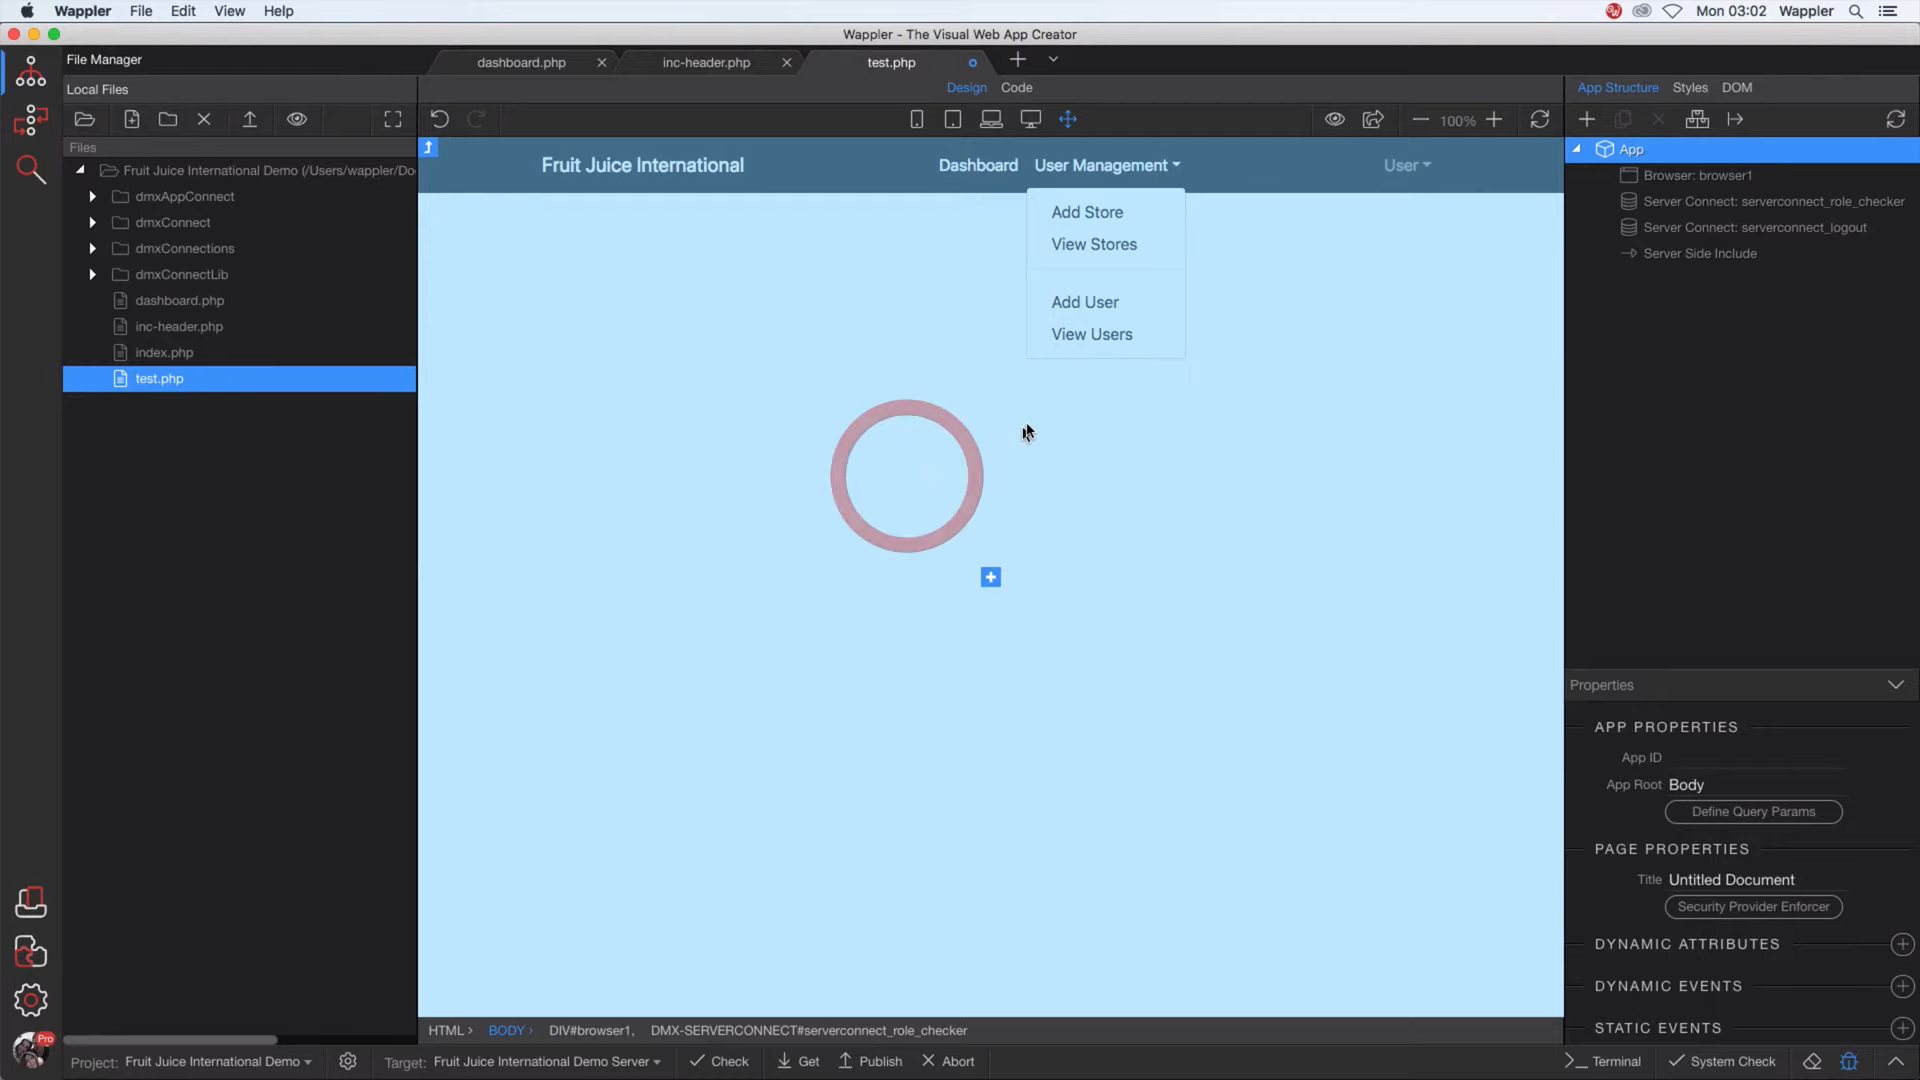 Wappler File Edit View Help
Mon 03:02 Wappler
Wappler - The Visual Web App Creator
File Manager
dashboard.php
inc-header.php
test.php
Local Files
Design Code
App Structure Styles DOM
100%
Files
Fruit Juice International Demo (/Users/wappler/Do
dmxAppConnect
dmxConnect
dmxConnections
dmxConnectLib
dashboard.php
inc-header.php
index.php
test.php
Fruit Juice International
Dashboard
User Management
User
Add Store
View Stores
Add User
View Users
App
Browser: browser1
Server Connect: serverconnect_role_checker
Server Connect: serverconnect_logout
Server Side Include
Properties
APP PROPERTIES
App ID
App Root Body
Define Query Params
PAGE PROPERTIES
Title Untitled Document
Security Provider Enforcer
DYNAMIC ATTRIBUTES
DYNAMIC EVENTS
STATIC EVENTS
HTML > BODY > DIV#browser1, DMX-SERVERCONNECT#serverconnect_role_checker
Pro
Project: Fruit Juice International Demo
Target: Fruit Juice International Demo Server
Check Get Publish Abort
Terminal System Check